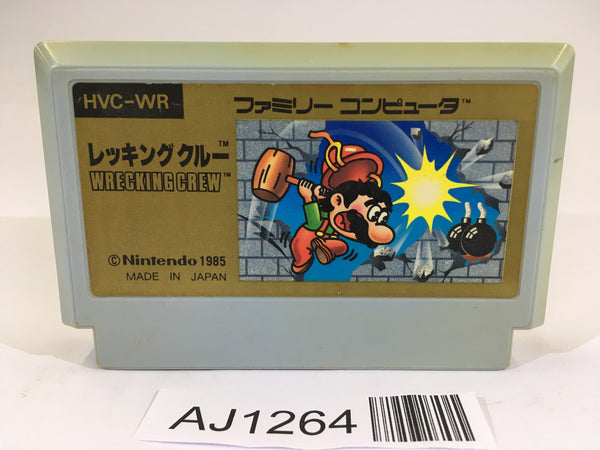 HVC-WR
ファミリー コンピュータ™
レッキングクルー™
WRECKING CREW™
©Nintendo 1985
MADE IN JAPAN
AJ1264